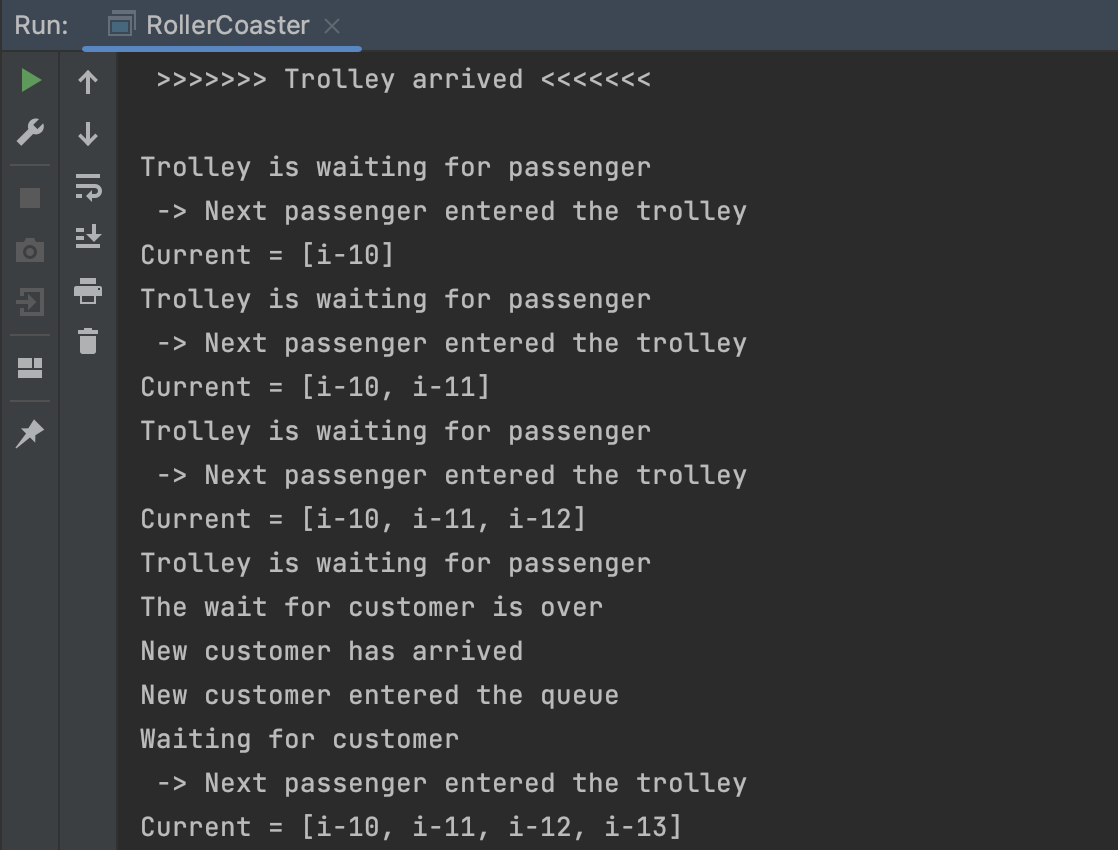 Run: RollerCoaster
>>>>>>> Trolley arrived <<<<<<<
Trolley is waiting for passenger
-> Next passenger entered the trolley
Current = [i-10]
Trolley is waiting for passenger
-> Next passenger entered the trolley
Current = [i-10, i-11]
Trolley is waiting for passenger
-> Next passenger entered the trolley
Current = [i-10, i-11, i-12]
Trolley is waiting for passenger
The wait for customer is over
New customer has arrived
New customer entered the queue
Waiting for customer
-> Next passenger entered the trolley
Current = [i-10, i-11, i-12, i-13]